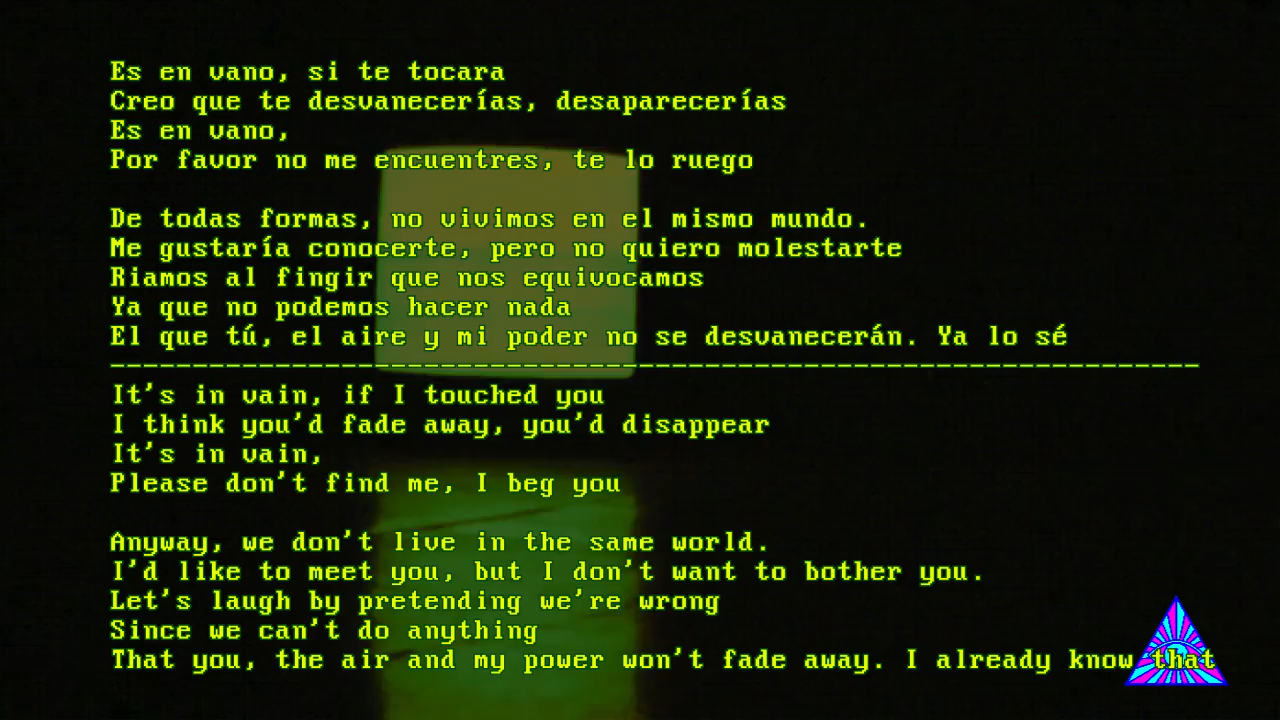 Es en vano, si te tocara
Creo que te desvanecerías, desaparecerías
Es en vano,
Por favor no me encuentres, te lo ruego
De todas formas, no vivimos en el mismo mundo.
Me gustaría conocerte, pero no quiero molestarte
Riamos al fingir que nos equivocamos
Ya que no podemos hacer nada
El que tú, el aire y mi poder no se desvanecerán. Ya lo sé
------------------------------------------------------------------
It's in vain, if I touched you
I think you'd fade away, you'd disappear
It's in vain,
Please don't find me, I beg you
Anyway, we don't live in the same world.
I'd like to meet you, but I don't want to bother you.
Let's laugh by pretending we're wrong
Since we can't do anything
That you, the air and my power won't fade away. I already know that